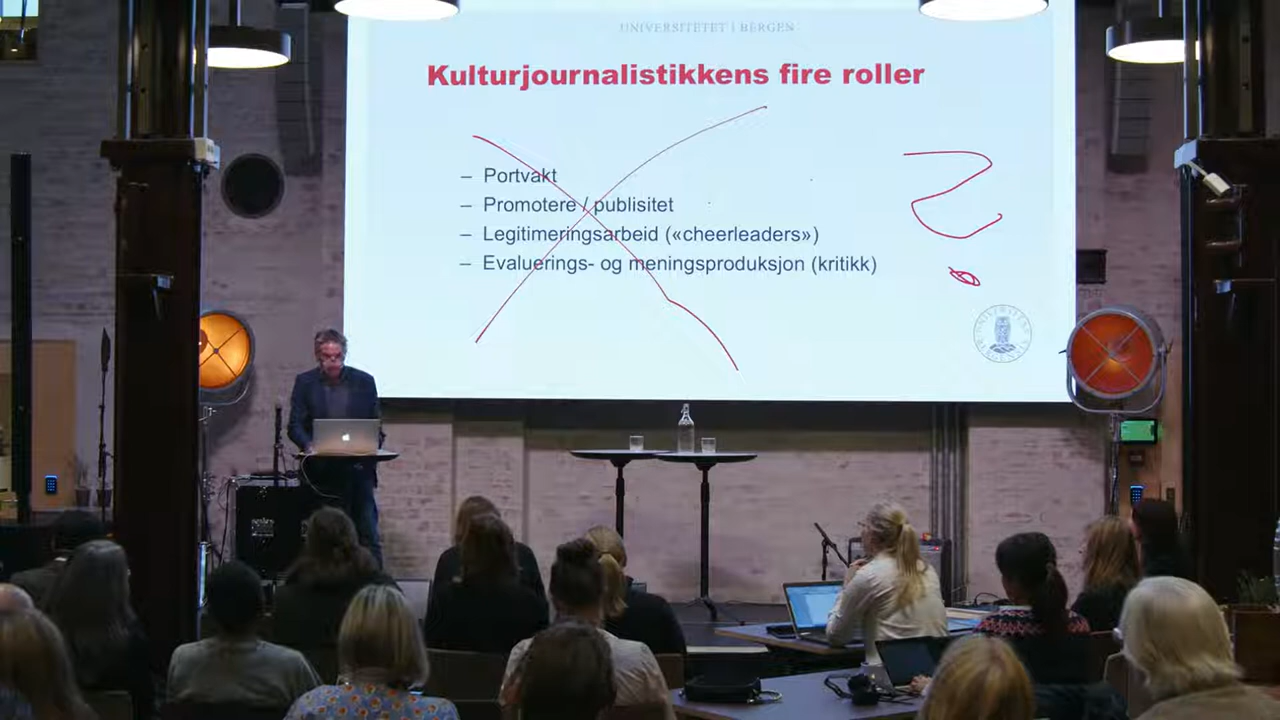 UNIVERSITETET I BERGEN
Kulturjournalistikkens fire roller
– Portvakt
– Promotere / publisitet
– Legitimeringsarbeid («cheerleaders»)
– Evaluerings- og meningsproduksjon (kritikk)